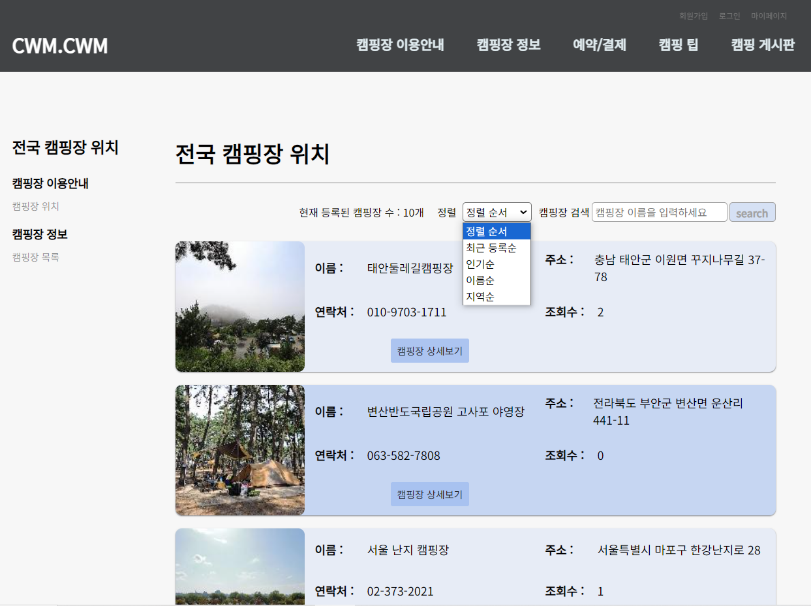 회원가입 로그인 마이페이지
CWM.CWM
캠핑장 이용안내 캠핑장 정보 예약/결제 캠핑 팁 캠핑 게시판
전국 캠핑장 위치
캠핑장 이용안내
캠핑장 위치
캠핑장 정보
캠핑장 목록
전국 캠핑장 위치
현재 등록된 캠핑장 수 : 10개 정렬 정렬 순서 캠핑장 검색 캠핑장 이름을 입력하세요 search
정렬 순서
최근 등록순
인기순
이름순
지역순
이름 : 태안둘레길캠핑장 주소 : 충남 태안군 이원면 꾸지나무길 37-
78
연락처 : 010-9703-1711 조회수 : 2
캠핑장 상세보기
이름 : 변산반도국립공원 고사포 야영장 주소 : 전라북도 부안군 변산면 운산리
441-11
연락처 : 063-582-7808 조회수 : 0
캠핑장 상세보기
이름 : 서울 난지 캠핑장 주소 : 서울특별시 마포구 한강난지로 28
연락처 : 02-373-2021 조회수 : 1